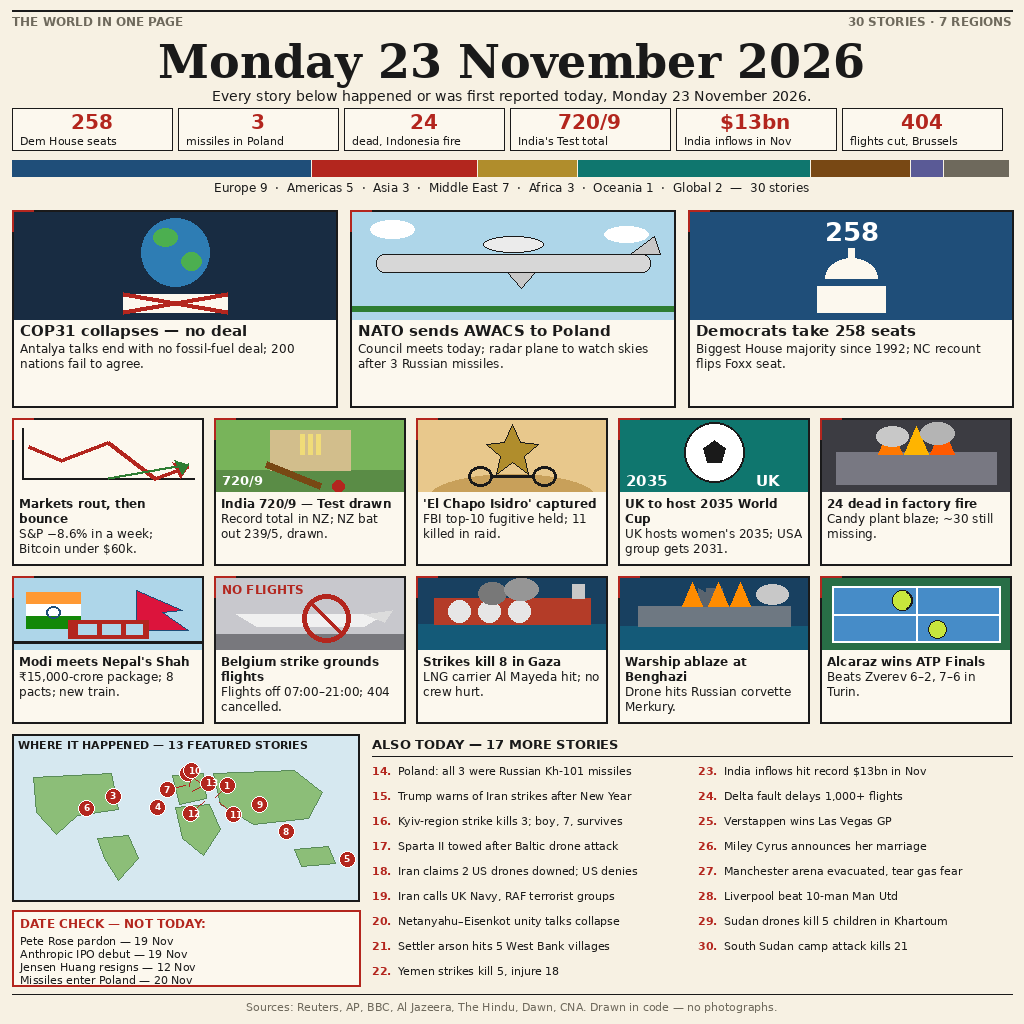 THE WORLD IN ONE PAGE
30 STORIES · 7 REGIONS
Monday 23 November 2026
Every story below happened or was first reported today, Monday 23 November 2026.
258
Dem House seats
3
missiles in Poland
24
dead, Indonesia fire
720/9
India's Test total
$13bn
India inflows in Nov
404
flights cut, Brussels
Europe 9 · Americas 5 · Asia 3 · Middle East 7 · Africa 3 · Oceania 1 · Global 2 — 30 stories
COP31 collapses — no deal
Antalya talks end with no fossil-fuel deal; 200
nations fail to agree.
NATO sends AWACS to Poland
Council meets today; radar plane to watch skies
after 3 Russian missiles.
258
Democrats take 258 seats
Biggest House majority since 1992; NC recount
flips Foxx seat.
Markets rout, then
bounce
S&P −8.6% in a week;
Bitcoin under $60k.
720/9
India 720/9 — Test drawn
Record total in NZ; NZ bat
out 239/5, drawn.
'El Chapo Isidro' captured
FBI top-10 fugitive held; 11
killed in raid.
2035
UK
UK to host 2035 World
Cup
UK hosts women's 2035; USA
group gets 2031.
24 dead in factory fire
Candy plant blaze; ~30 still
missing.
Modi meets Nepal's Shah
₹15,000-crore package; 8
pacts; new train.
NO FLIGHTS
Belgium strike grounds
flights
Flights off 07:00–21:00; 404
cancelled.
Strikes kill 8 in Gaza
LNG carrier Al Mayeda hit; no
crew hurt.
Warship ablaze at
Benghazi
Drone hits Russian corvette
Merkury.
Alcaraz wins ATP Finals
Beats Zverev 6–2, 7–6 in
Turin.
WHERE IT HAPPENED — 13 FEATURED STORIES
10
13
1
7
3
4
6
12
11
9
8
5
DATE CHECK — NOT TODAY:
Pete Rose pardon — 19 Nov
Anthropic IPO debut — 19 Nov
Jensen Huang resigns — 12 Nov
Missiles enter Poland — 20 Nov
ALSO TODAY — 17 MORE STORIES
14. Poland: all 3 were Russian Kh-101 missiles
15. Trump warns of Iran strikes after New Year
16. Kyiv-region strike kills 3; boy, 7, survives
17. Sparta II towed after Baltic drone attack
18. Iran claims 2 US drones downed; US denies
19. Iran calls UK Navy, RAF terrorist groups
20. Netanyahu–Eisenkot unity talks collapse
21. Settler arson hits 5 West Bank villages
22. Yemen strikes kill 5, injure 18
23. India inflows hit record $13bn in Nov
24. Delta fault delays 1,000+ flights
25. Verstappen wins Las Vegas GP
26. Miley Cyrus announces her marriage
27. Manchester arena evacuated, tear gas fear
28. Liverpool beat 10-man Man Utd
29. Sudan drones kill 5 children in Khartoum
30. South Sudan camp attack kills 21
Sources: Reuters, AP, BBC, Al Jazeera, The Hindu, Dawn, CNA. Drawn in code — no photographs.